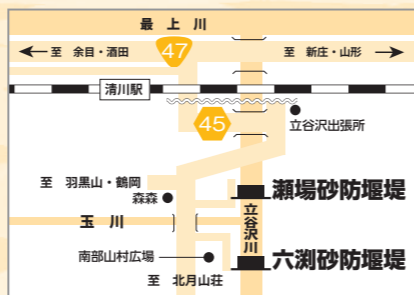 最上川
至 余目・酒田
47
至 新庄・山形
清川駅
45
立谷沢出張所
至 羽黒山・鶴岡
森森
瀬場砂防堰堤
玉川
立谷沢川
南部山村広場
六渕砂防堰堤
至 北月山荘